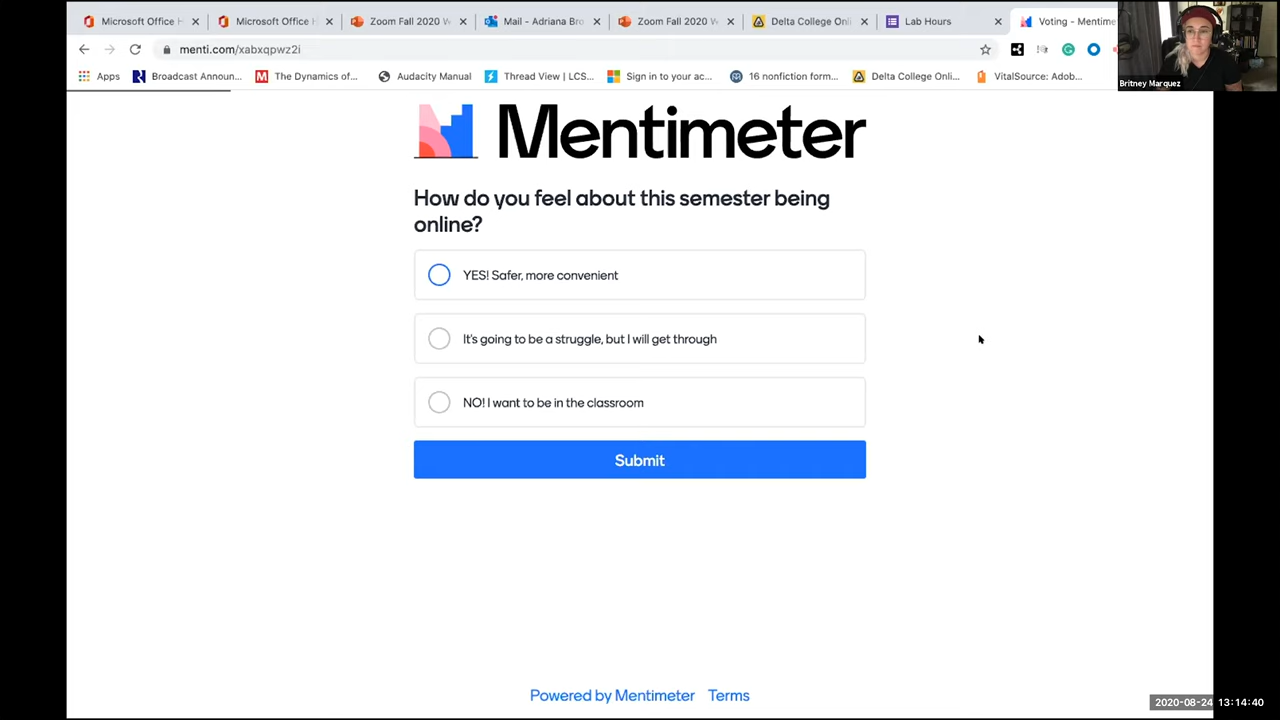 Microsoft Office H
Microsoft Office H
Zoom Fall 2020 W
Mail - Adriana Bro
Zoom Fall 2020 W
Delta College Onli
Lab Hours
Voting - Mentime
menti.com/xabxqpwz2i
Apps
Broadcast Announ...
The Dynamics of...
Audacity Manual
Thread View | LCS...
Sign in to your ac...
16 nonfiction form...
Delta College Onli...
VitalSource: Adob...
Britney Marquez
Mentimeter
How do you feel about this semester being
online?
YES! Safer, more convenient
It's going to be a struggle, but I will get through
NO! I want to be in the classroom
Submit
Powered by Mentimeter Terms
2020-08-24 13:14:40